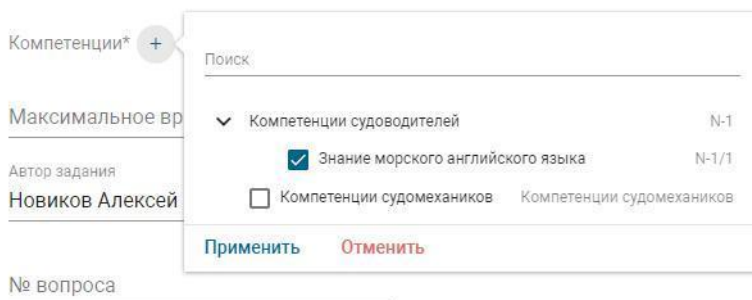 Компетенции* +
Поиск
Максимальное вр
Компетенции судоводителей N-1
Автор задания
Знание морского английского языка N-1/1
Новиков Алексей
Компетенции судомехаников Компетенции судомехаников
Применить Отменить
№ вопроса